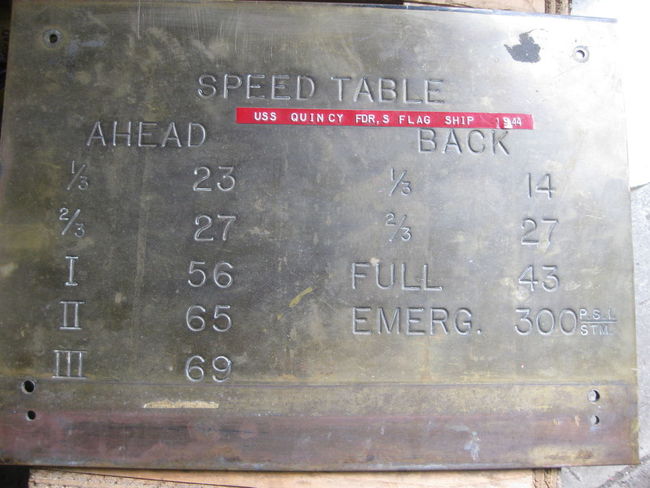 SPEED TABLE
USS QUINCY FDR,S FLAG SHIP 1944
AHEAD BACK
1/3 23 1/3 14
2/3 27 2/3 27
I 56 FULL 43
II 65 EMERG. 300 P.S.I. STM.
III 69